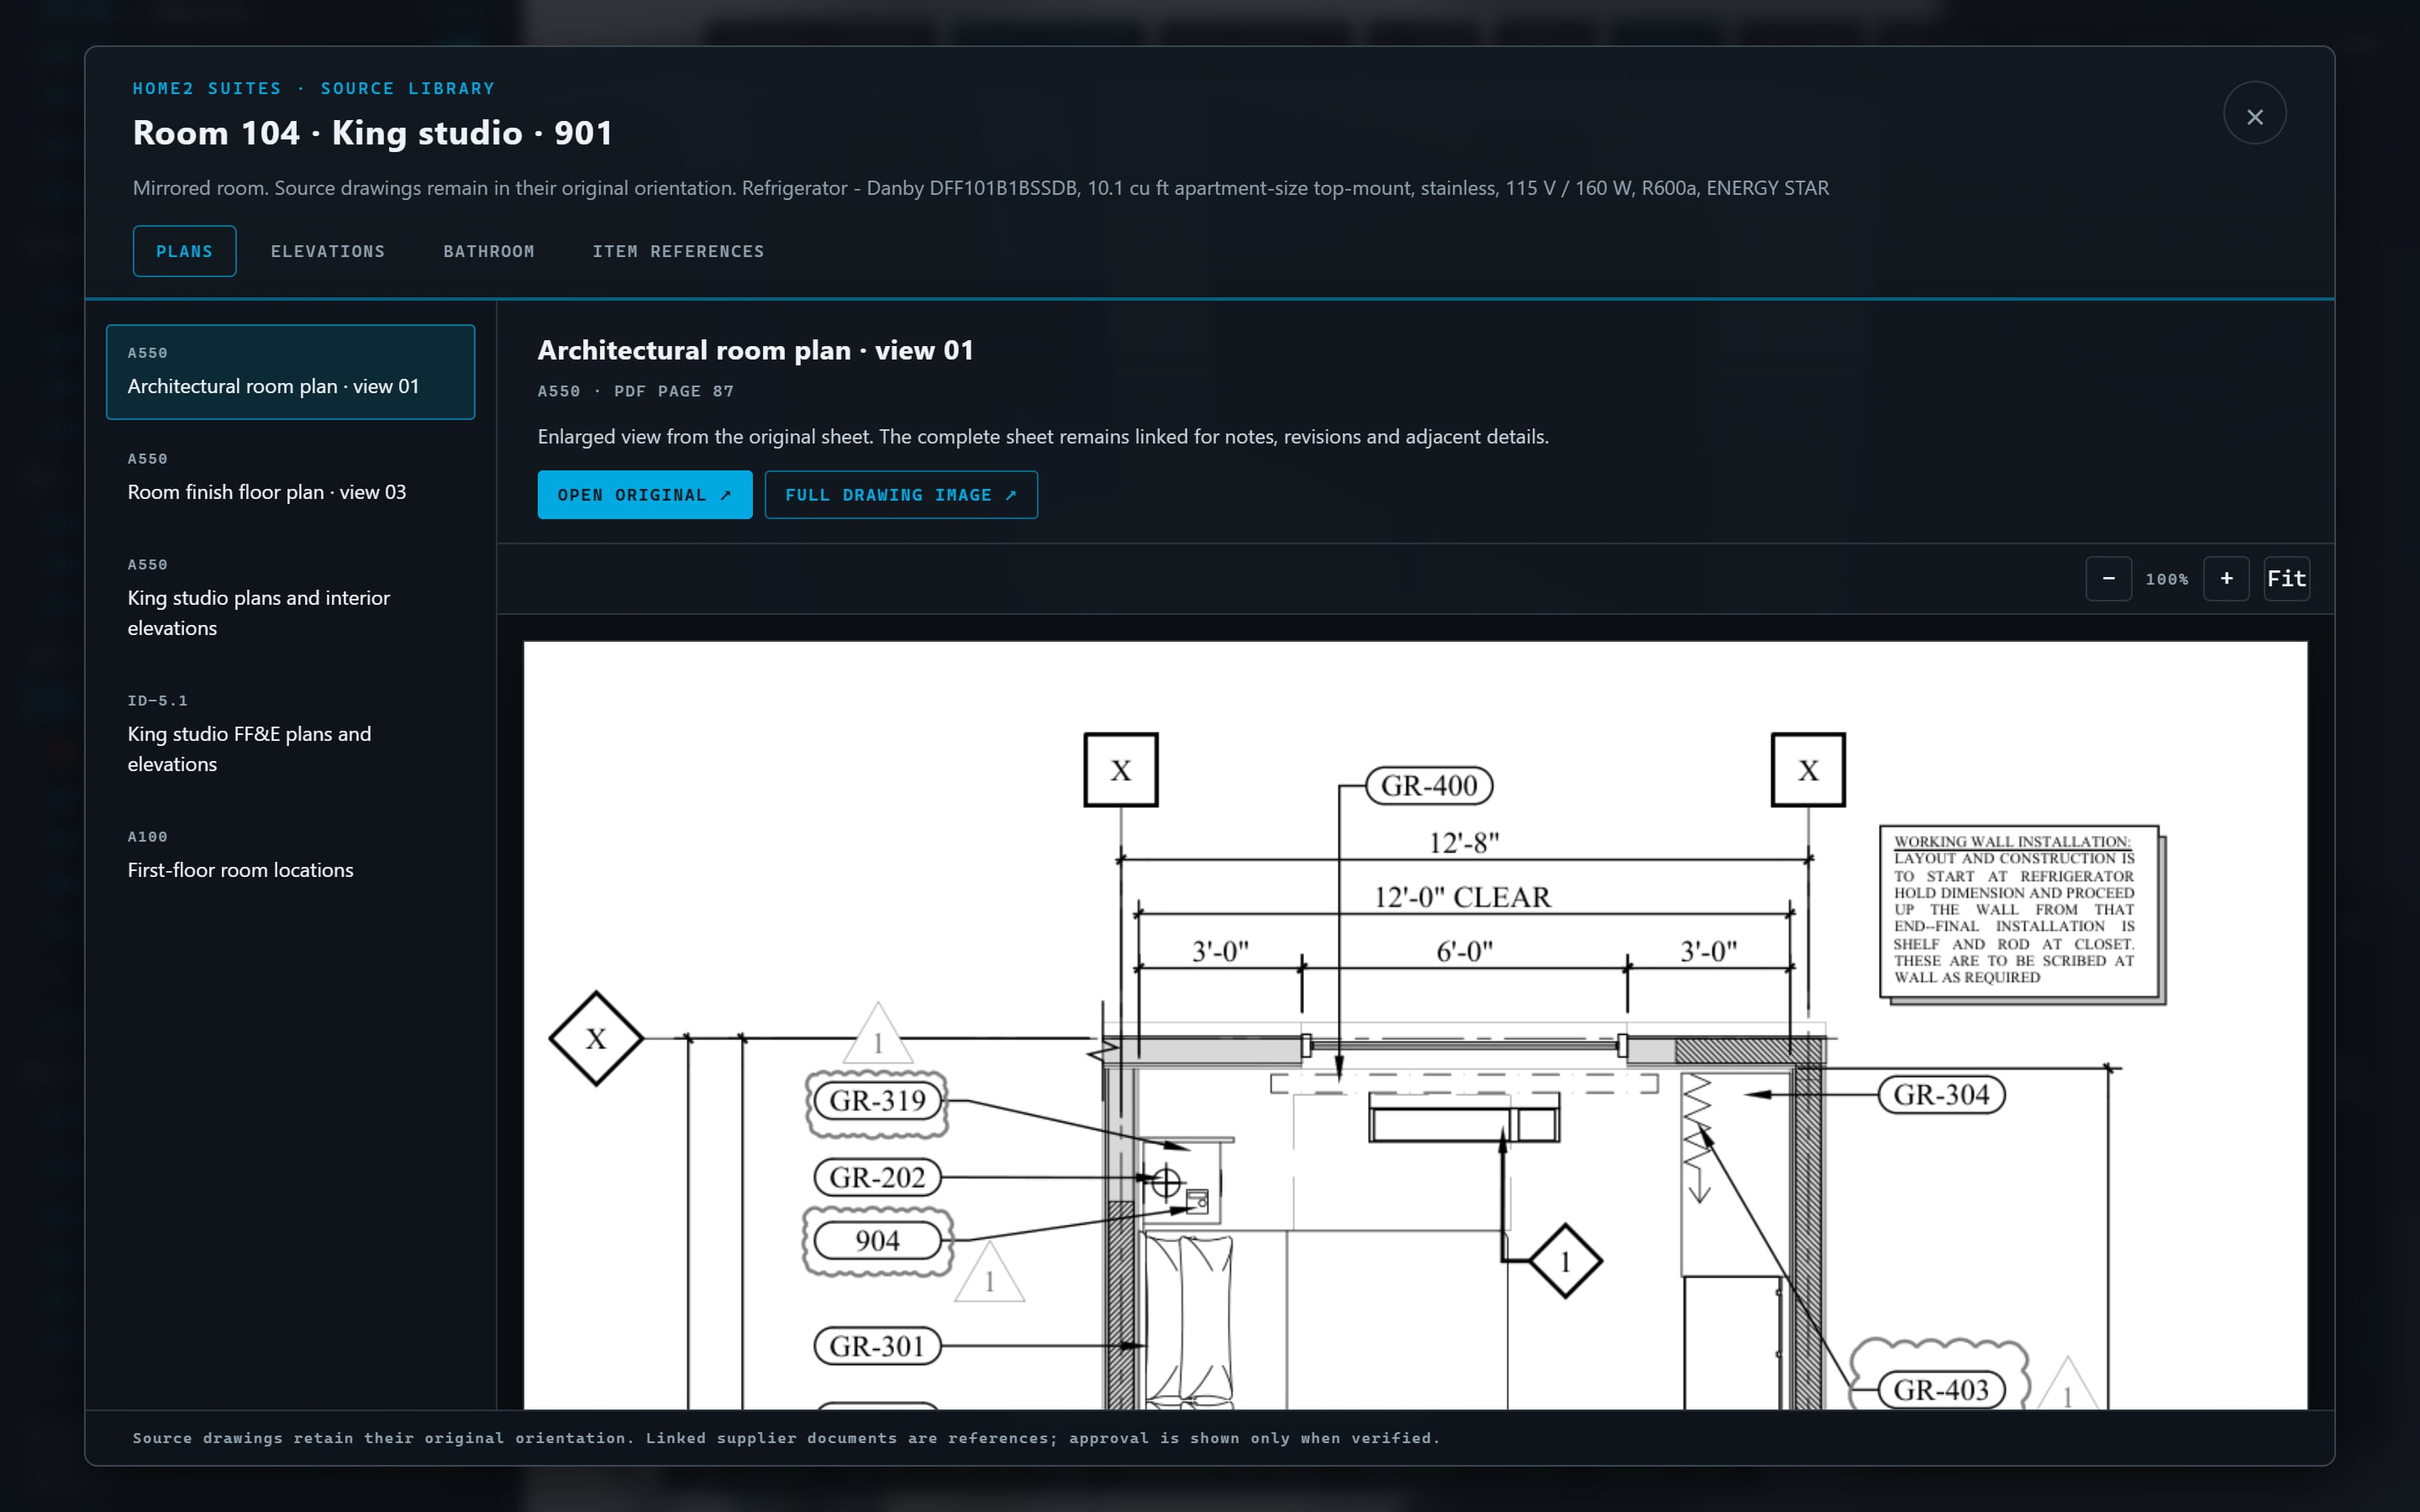 HOME2 SUITES · SOURCE LIBRARY
Room 104 · King studio · 901
×
Mirrored room. Source drawings remain in their original orientation. Refrigerator - Danby DFF101B1BSSDB, 10.1 cu ft apartment-size top-mount, stainless, 115 V / 160 W, R600a, ENERGY STAR
PLANS
ELEVATIONS
BATHROOM
ITEM REFERENCES
A550
Architectural room plan · view 01
A550
Room finish floor plan · view 03
A550
King studio plans and interior
elevations
ID-5.1
King studio FF&E plans and
elevations
A100
First-floor room locations
Architectural room plan · view 01
A550 · PDF PAGE 87
Enlarged view from the original sheet. The complete sheet remains linked for notes, revisions and adjacent details.
OPEN ORIGINAL ↗
FULL DRAWING IMAGE ↗
− 100% + Fit
X
X
GR-400
12'-8"
12'-0" CLEAR
3'-0"
6'-0"
3'-0"
WORKING WALL INSTALLATION:
LAYOUT AND CONSTRUCTION IS
TO START AT REFRIGERATOR
HOLD DIMENSION AND PROCEED
UP THE WALL FROM THAT
END--FINAL INSTALLATION IS
SHELF AND ROD AT CLOSET.
THESE ARE TO BE SCRIBED AT
WALL AS REQUIRED
X
1
GR-319
GR-304
GR-202
904
1
1
GR-301
GR-403
1
Source drawings retain their original orientation. Linked supplier documents are references; approval is shown only when verified.